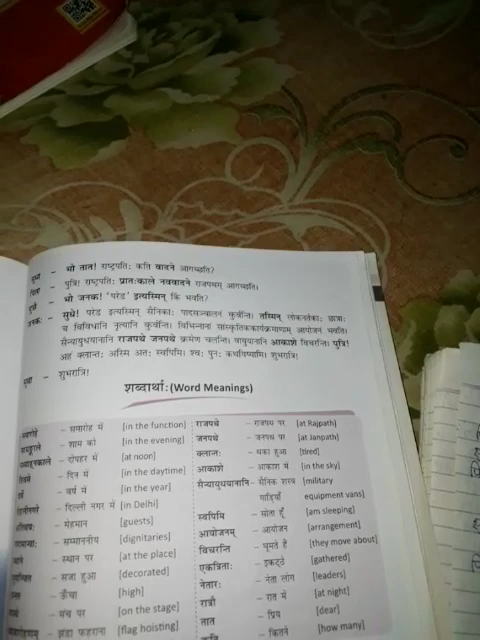 भो तात! राष्ट्रपतिः कति वादने आगच्छति?
पुत्रि! राष्ट्रपतिः प्रातःकाले नववादने राजपथम् आगच्छति।
भो जनक! 'परेड' इत्यस्मिन् किं भवति?
जनकः – सुधे! परेड इत्यस्मिन् सैनिकाः पादसञ्चालनं कुर्वन्ति। तस्मिन् लोकनर्तकाः छात्राः
च विविधानि नृत्यानि कुर्वन्ति। विभिन्नानां सांस्कृतिककार्यक्रमाणाम् आयोजनं भवति।
सैन्यायुधयानानि राजपथे जनपथे क्रमेण चलन्ति। वायुयानानि आकाशे विचरन्ति। पुत्रि!
अहं क्लान्तः अस्मि अतः स्वपिमि। श्वः पुनः कथयिष्यामि। शुभरात्रि!
सुधा – शुभरात्रि!
शब्दार्थाः (Word Meanings)
– समारोह में [in the function]
– शाम को [in the evening]
– दोपहर में [at noon]
– दिन में [in the daytime]
– वर्ष में [in the year]
– दिल्ली नगर में [in Delhi]
– मेहमान [guests]
– सम्माननीय [dignitaries]
– स्थान पर [at the place]
– सजा हुआ [decorated]
– ऊँचा [high]
– मंच पर [on the stage]
– झंडा फहराना [flag hoisting]
राजपथे – राजपथ पर [at Rajpath]
जनपथे – जनपथ पर [at Janpath]
क्लान्तः – थका हुआ [tired]
आकाशे – आकाश में [in the sky]
सैन्यायुधयानानि – सैनिक शस्त्र [military
गाड़ियाँ equipment vans]
स्वपिमि – सोता हूँ [am sleeping]
आयोजनम् – आयोजन [arrangement]
विचरन्ति – घूमते हैं [they move about]
एकत्रिताः – इकट्ठे [gathered]
नेतारः – नेता लोग [leaders]
रात्रौ – रात में [at night]
तात – प्रिय [dear]
कति – कितने [how many]